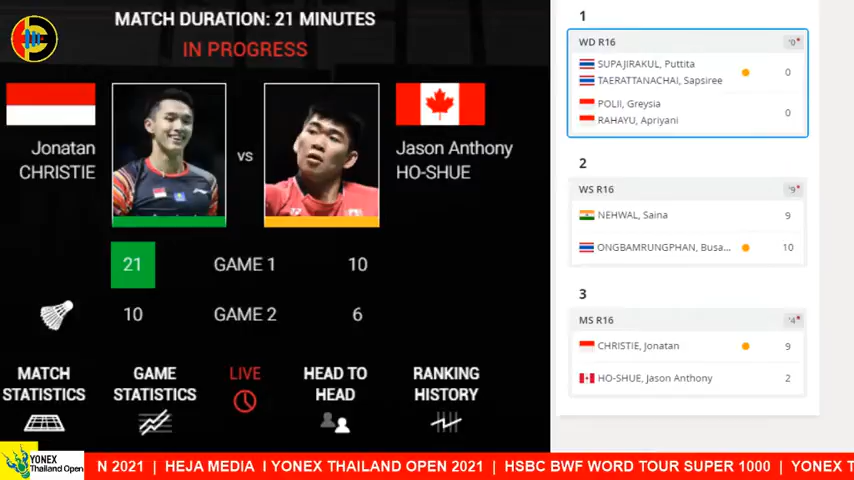 MATCH DURATION: 21 MINUTES
IN PROGRESS
Jonatan
CHRISTIE
vs
Jason Anthony
HO-SHUE
21 GAME 1 10
10 GAME 2 6
MATCH
STATISTICS
GAME
STATISTICS
LIVE
HEAD TO
HEAD
RANKING
HISTORY
1
WD R16 '0'
SUPAJIRAKUL, Puttita
TAERATTANACHAI, Sapsiree
0
POLII, Greysia
RAHAYU, Apriyani
0
2
WS R16 '9'
NEHWAL, Saina 9
ONGBAMRUNGPHAN, Busa... 10
3
MS R16 '4'
CHRISTIE, Jonatan 9
HO-SHUE, Jason Anthony 2
YONEX
Thailand Open
N 2021 | HEJA MEDIA I YONEX THAILAND OPEN 2021 | HSBC BWF WORD TOUR SUPER 1000 | YONEX T